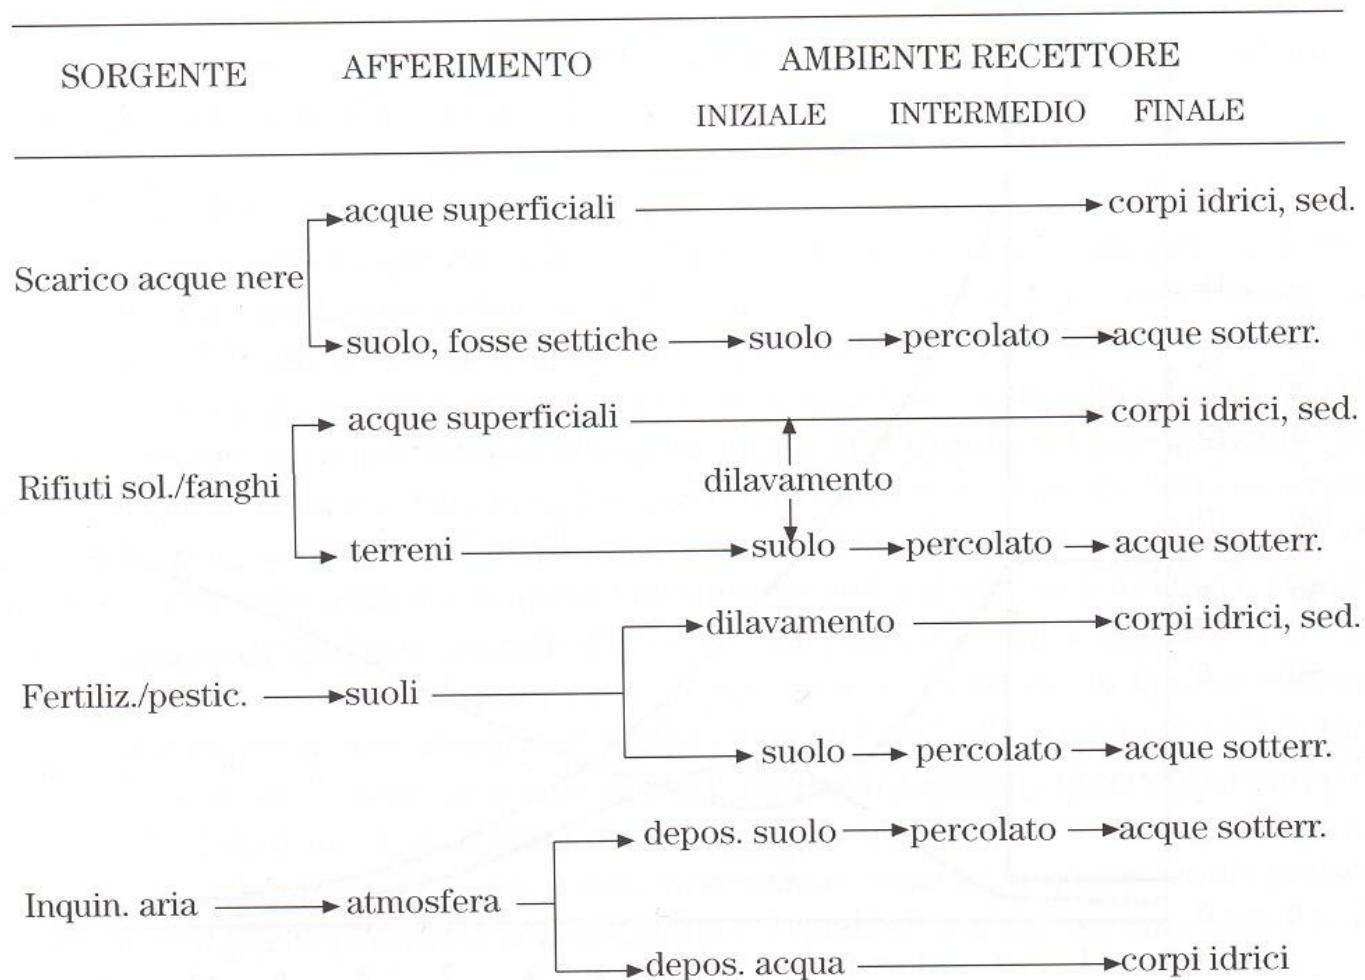 SORGENTE AFFERIMENTO AMBIENTE RECETTORE
INIZIALE INTERMEDIO FINALE
acque superficiali corpi idrici, sed.
Scarico acque nere
suolo, fosse settiche suolo percolato acque sotterr.
acque superficiali corpi idrici, sed.
Rifiuti sol./fanghi dilavamento
terreni suolo percolato acque sotterr.
dilavamento corpi idrici, sed.
Fertiliz./pestic. suoli
suolo percolato acque sotterr.
depos. suolo percolato acque sotterr.
Inquin. aria atmosfera
depos. acqua corpi idrici